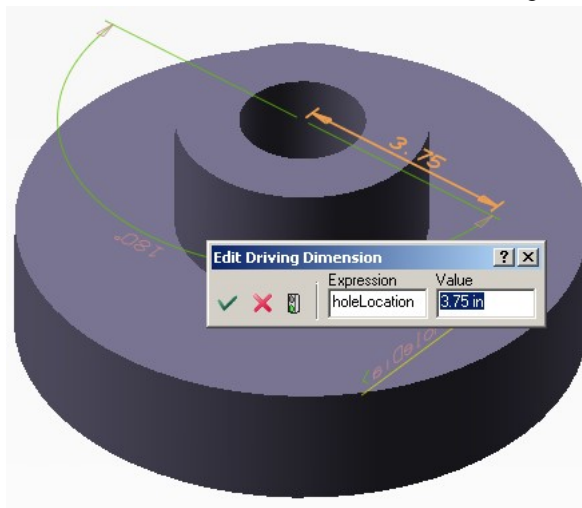 3.75
180°
Edit Driving Dimension
Expression Value
holeLocation 3.75 in